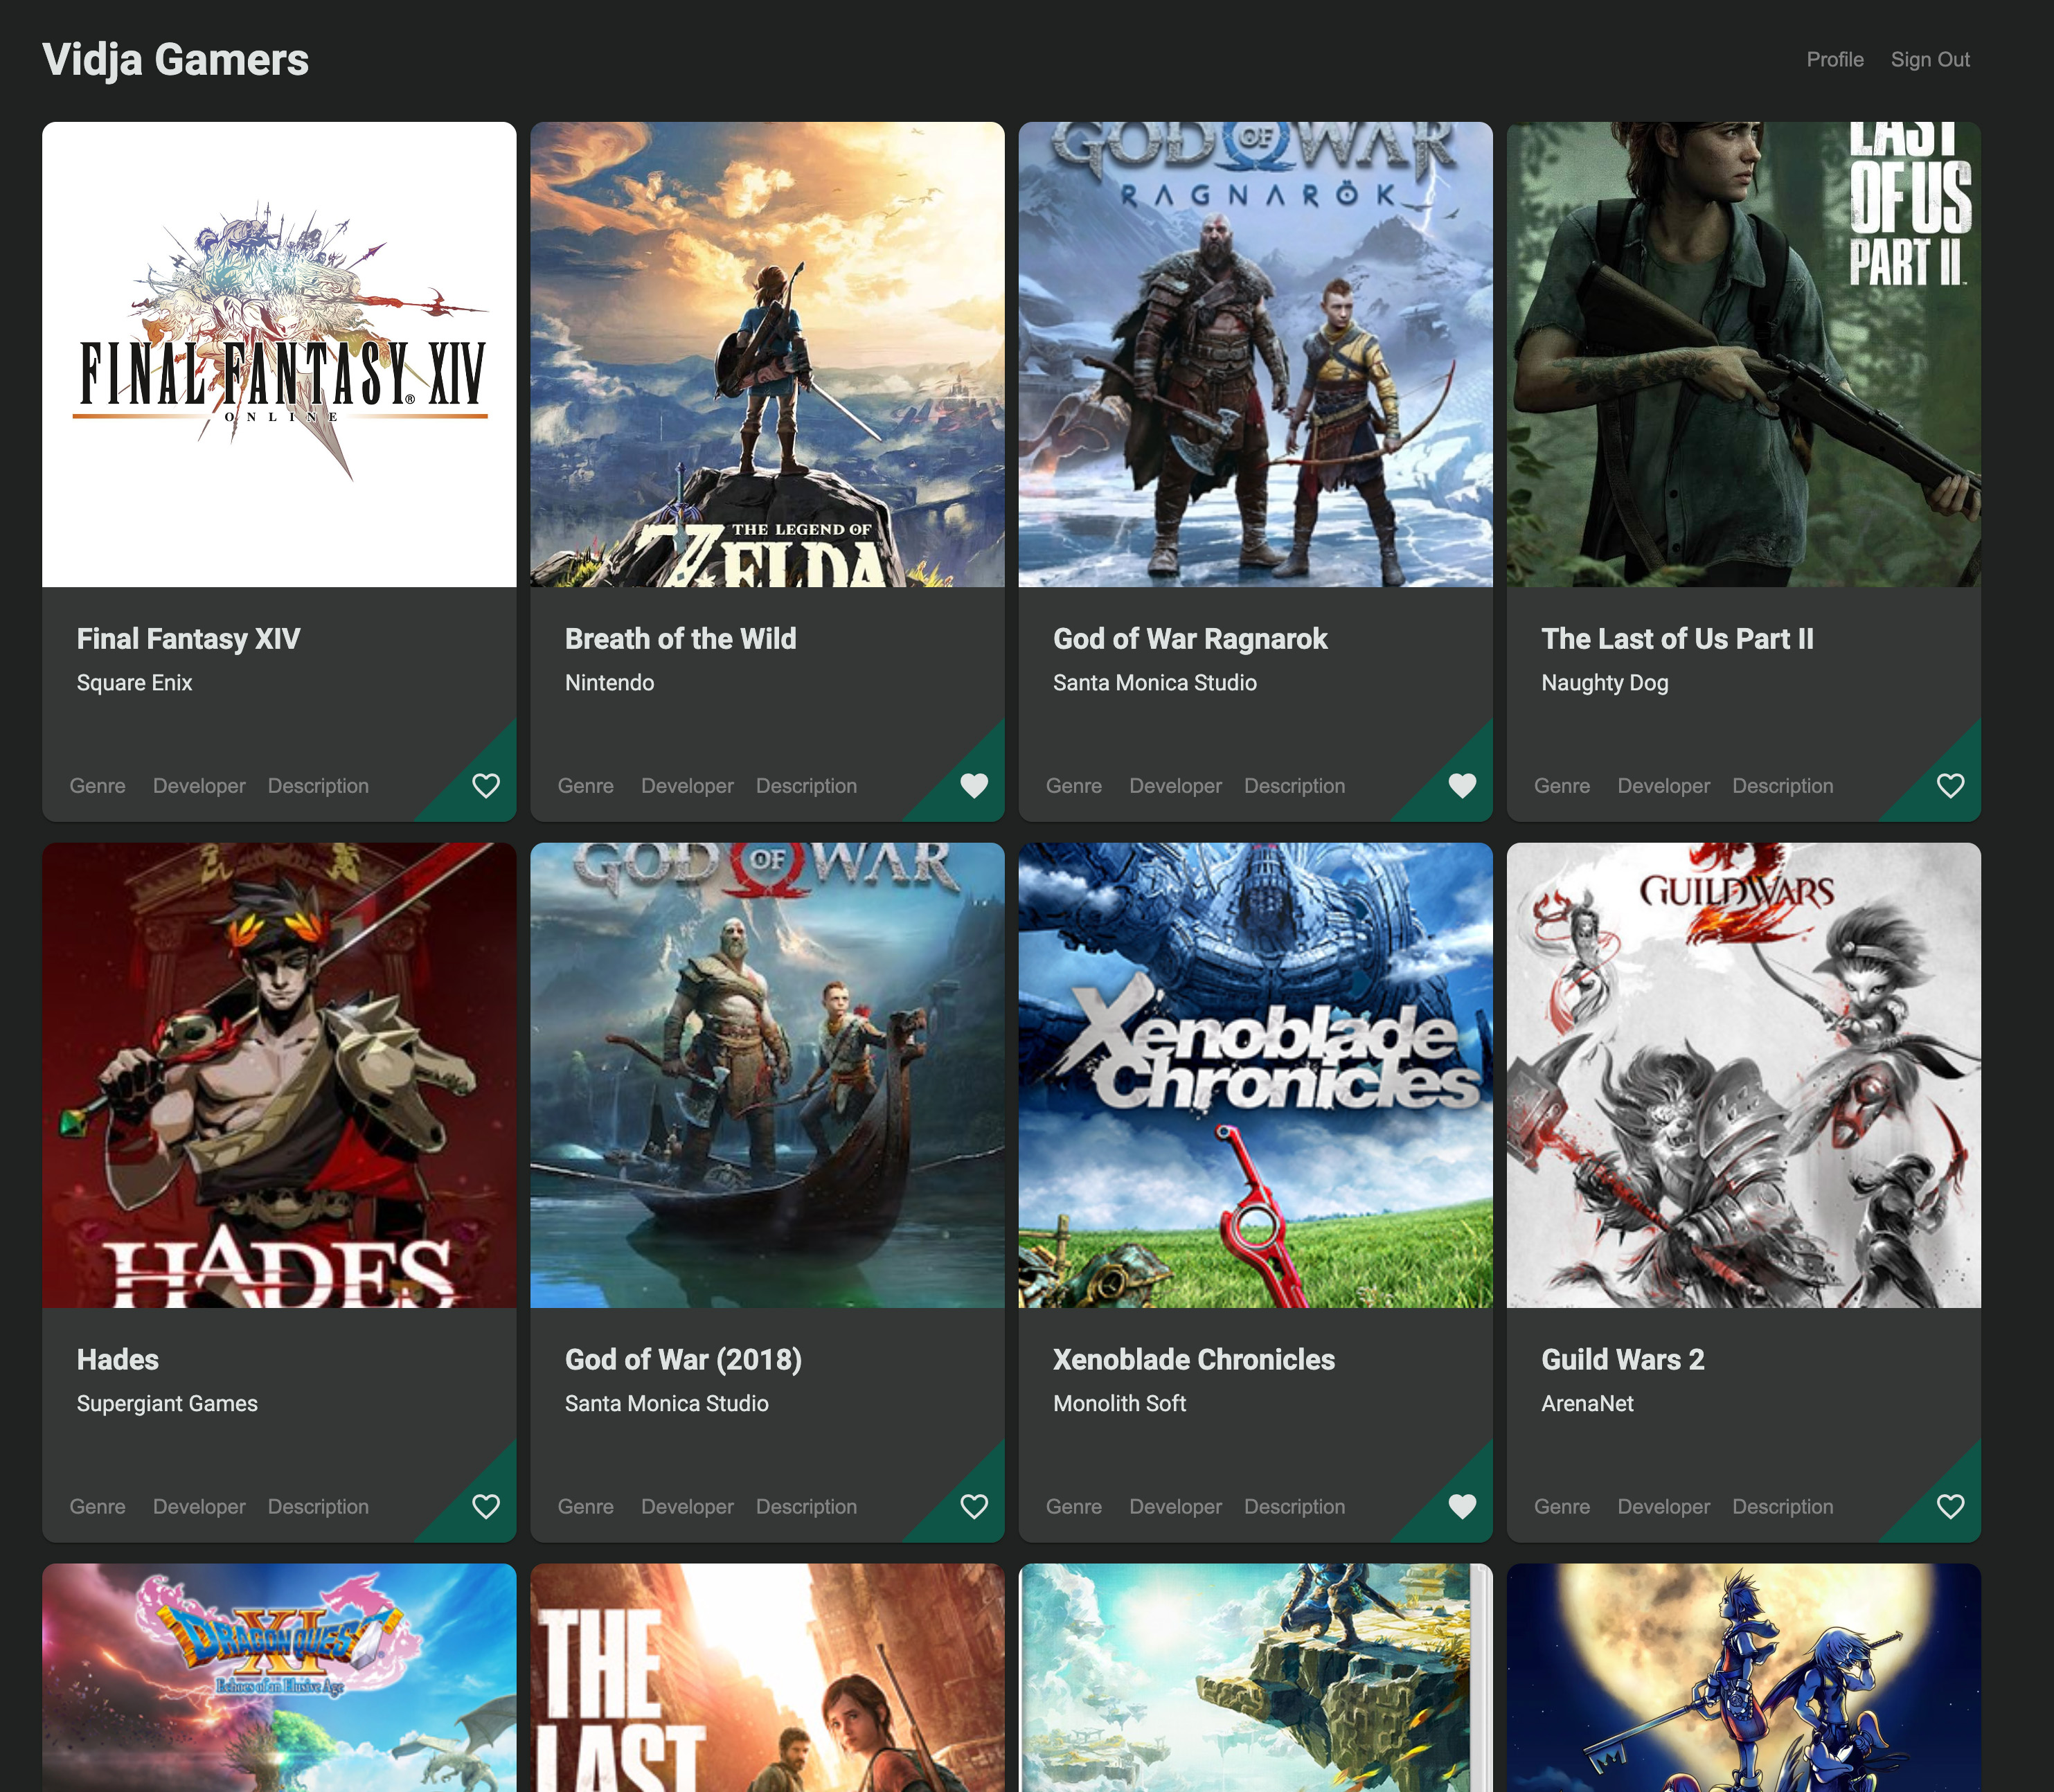 Vidja Gamers
Profile Sign Out
FINAL FANTASY® XIV
ONLINE
THE LEGEND OF
ZELDA
GOD OF WAR
RAGNARÖK
LAST
OF US
PART II
Final Fantasy XIV
Square Enix
Genre Developer Description
Breath of the Wild
Nintendo
Genre Developer Description
God of War Ragnarok
Santa Monica Studio
Genre Developer Description
The Last of Us Part II
Naughty Dog
Genre Developer Description
HADES
GOD OF WAR
Xenoblade
Chronicles
GUILD WARS
2
Hades
Supergiant Games
Genre Developer Description
God of War (2018)
Santa Monica Studio
Genre Developer Description
Xenoblade Chronicles
Monolith Soft
Genre Developer Description
Guild Wars 2
ArenaNet
Genre Developer Description
DRAGON QUEST
XI
Echoes of an Elusive Age
THE
LAST